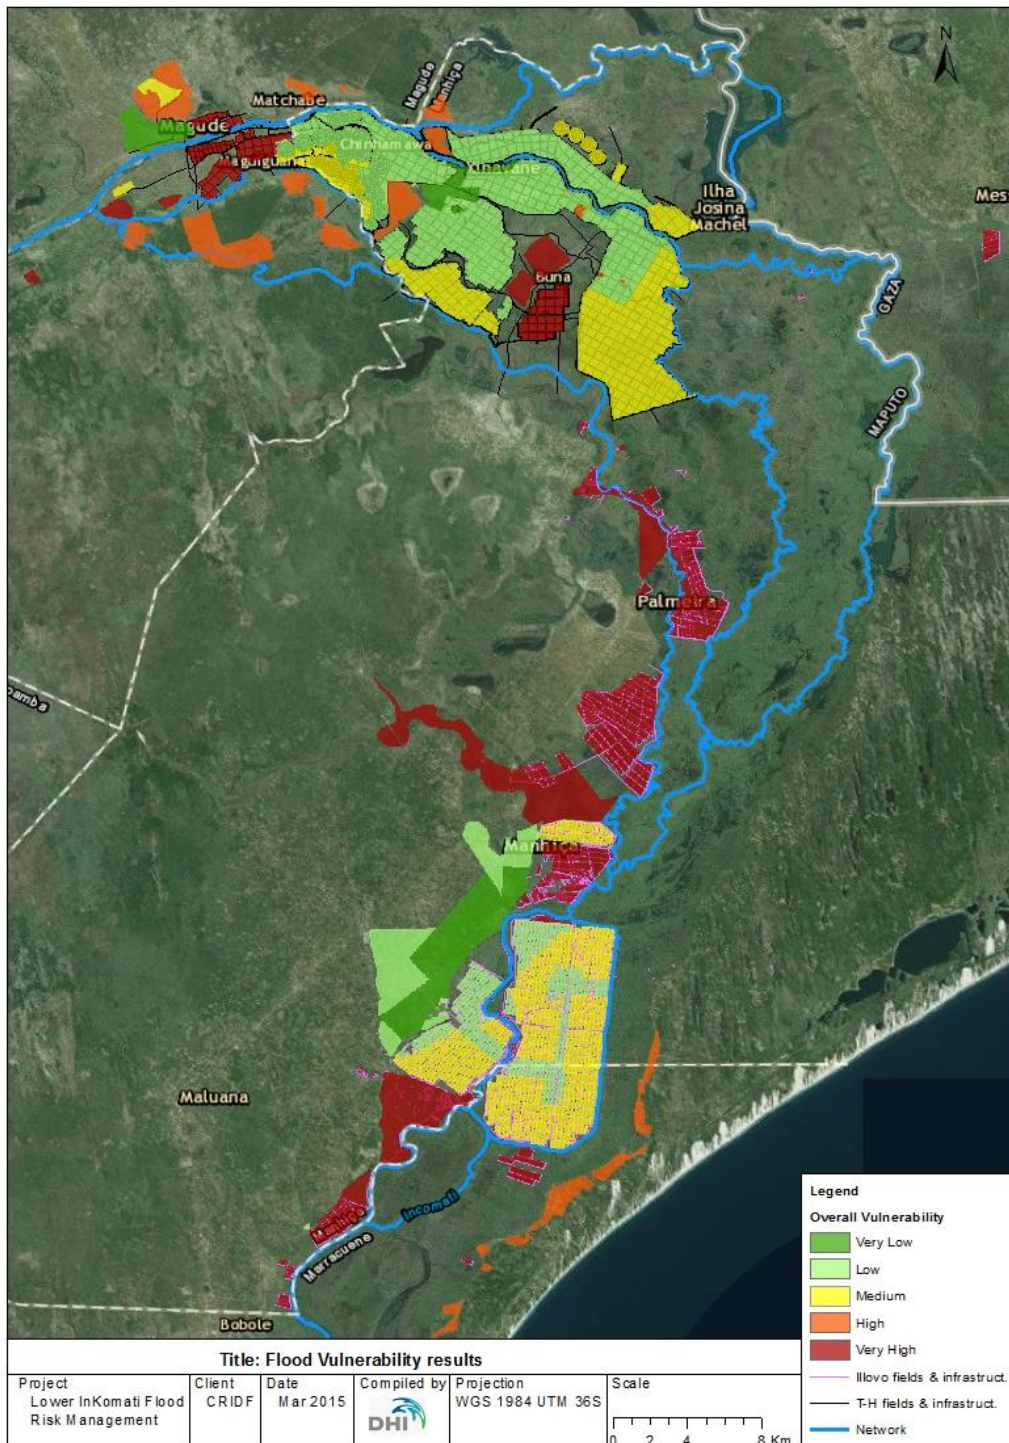 N
Magude
Manhiça
Matchabe
Magude
Chinhamawa
Maguiguana
Xinavane
Ilha
Josina
Machel
Mes
Buna
GAZA
MAPUTO
Palmeira
Manhiça
Maluana
Incomati
Manhiça
Marracuene
Bobole
Legend
Overall Vulnerability
Very Low
Low
Medium
High
Very High
Illovo fields & infrastruct.
T-H fields & infrastruct.
Network
Title: Flood Vulnerability results
Project
Lower InKomati Flood
Risk Management
Client
CRIDF
Date
Mar 2015
Compiled by
DHI
Projection
WGS 1984 UTM 36S
Scale
0 2 4 8 Km